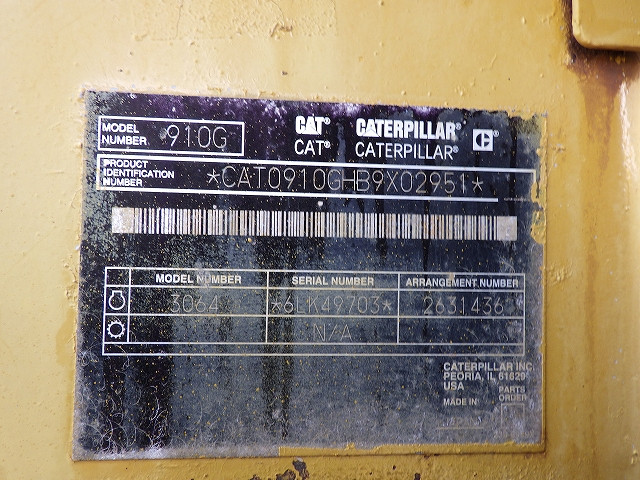 MODEL NUMBER 910G
CAT® CATERPILLAR® C®
CAT® CATERPILLAR®
PRODUCT IDENTIFICATION NUMBER *CAT0910GHB9X02951*
MODEL NUMBER SERIAL NUMBER ARRANGEMENT NUMBER
3064 *6LK49703* 2631436
N/A
CATERPILLAR INC.
PEORIA, IL 61629
USA
PARTS ORDER
MADE IN